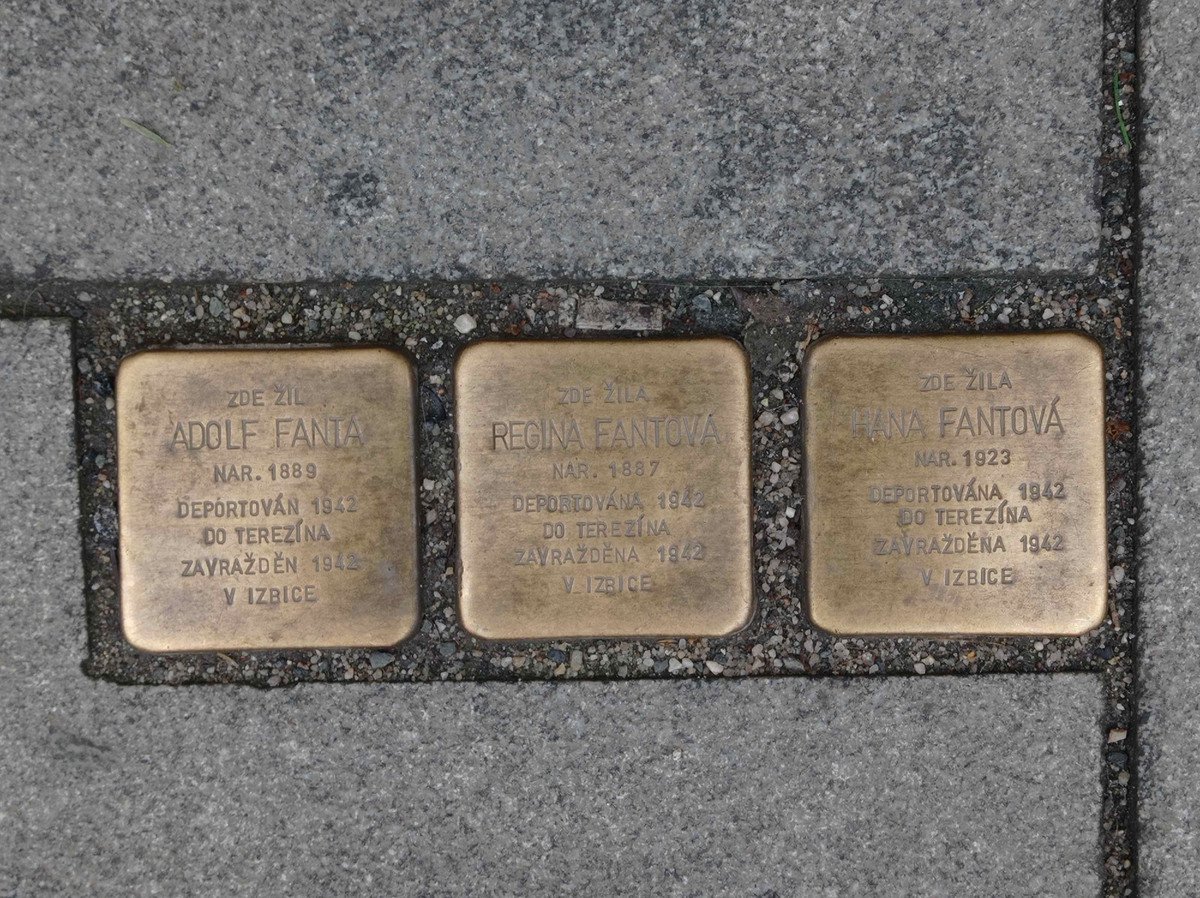 ZDE ŽIL
ADOLF FANTA
NAR. 1889
DEPORTOVÁN 1942
DO TEREZÍNA
ZAVRAŽDĚN 1942
V IZBICE
ZDE ŽILA
REGINA FANTOVÁ
NAR. 1887
DEPORTOVÁNA 1942
DO TEREZÍNA
ZAVRAŽDĚNA 1942
V IZBICE
ZDE ŽILA
HANA FANTOVÁ
NAR. 1923
DEPORTOVÁNA 1942
DO TEREZÍNA
ZAVRAŽDĚNA 1942
V IZBICE